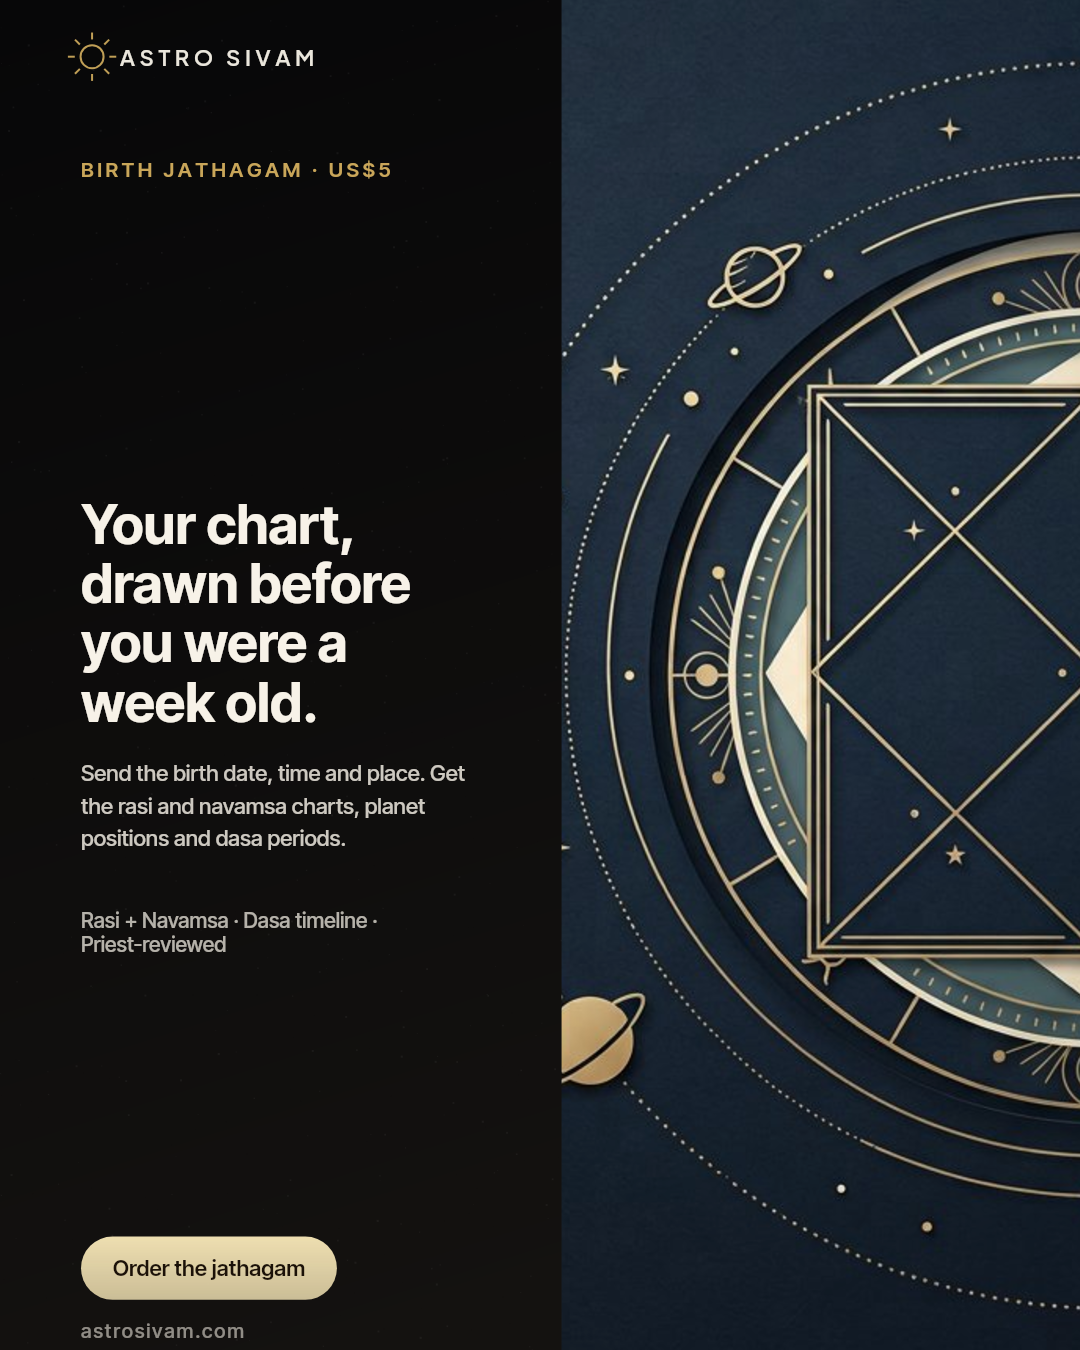 ASTRO SIVAM
BIRTH JATHAGAM · US$5
Your chart,
drawn before
you were a
week old.
Send the birth date, time and place. Get
the rasi and navamsa charts, planet
positions and dasa periods.
Rasi + Navamsa · Dasa timeline ·
Priest-reviewed
Order the jathagam
astrosivam.com